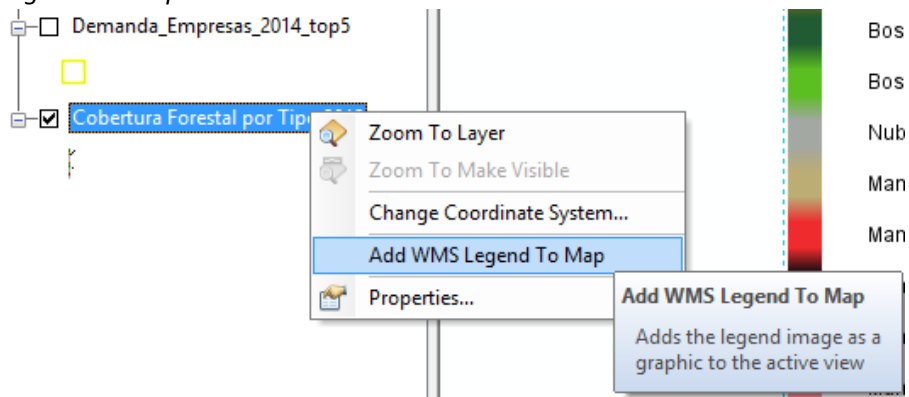 Demanda_Empresas_2014_top5
Cobertura Forestal por Tipo
Zoom To Layer
Zoom To Make Visible
Change Coordinate System...
Add WMS Legend To Map
Properties...
Add WMS Legend To Map
Adds the legend image as a
graphic to the active view
Bos
Bos
Nub
Man
Man